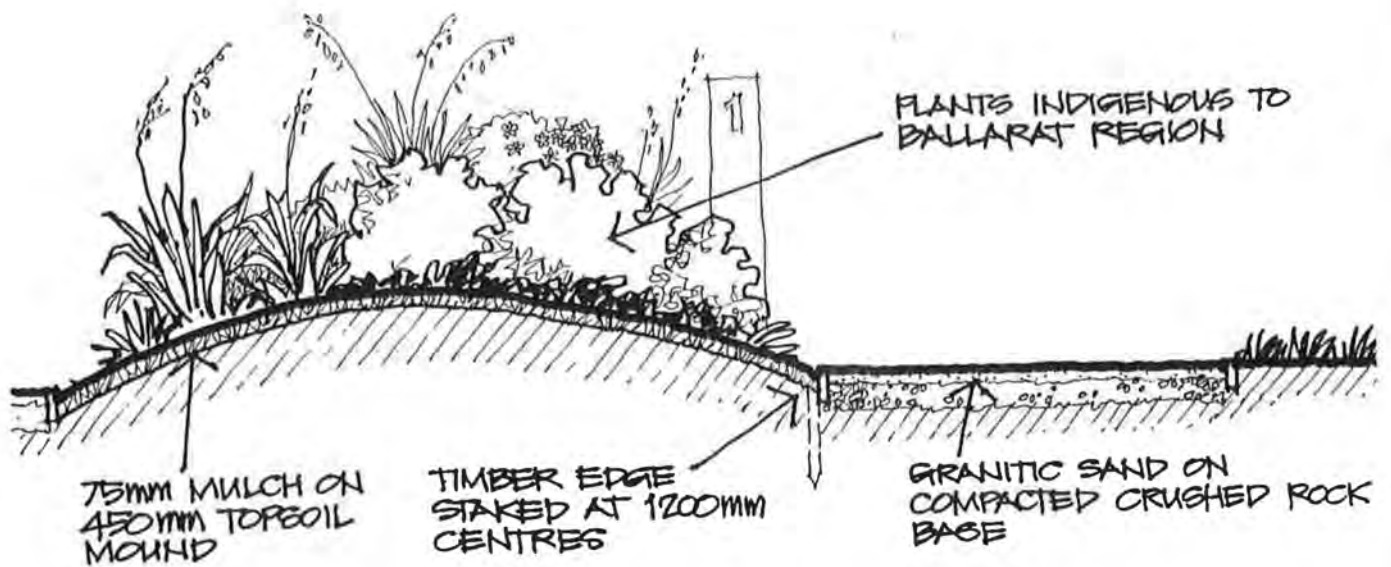 11
PLANTS INDIGENOUS TO
BALLARAT REGION
75mm MULCH ON
450mm TOPSOIL
MOUND
TIMBER EDGE
STAKED AT 1200mm
CENTRES
GRANITIC SAND ON
COMPACTED CRUSHED ROCK
BASE